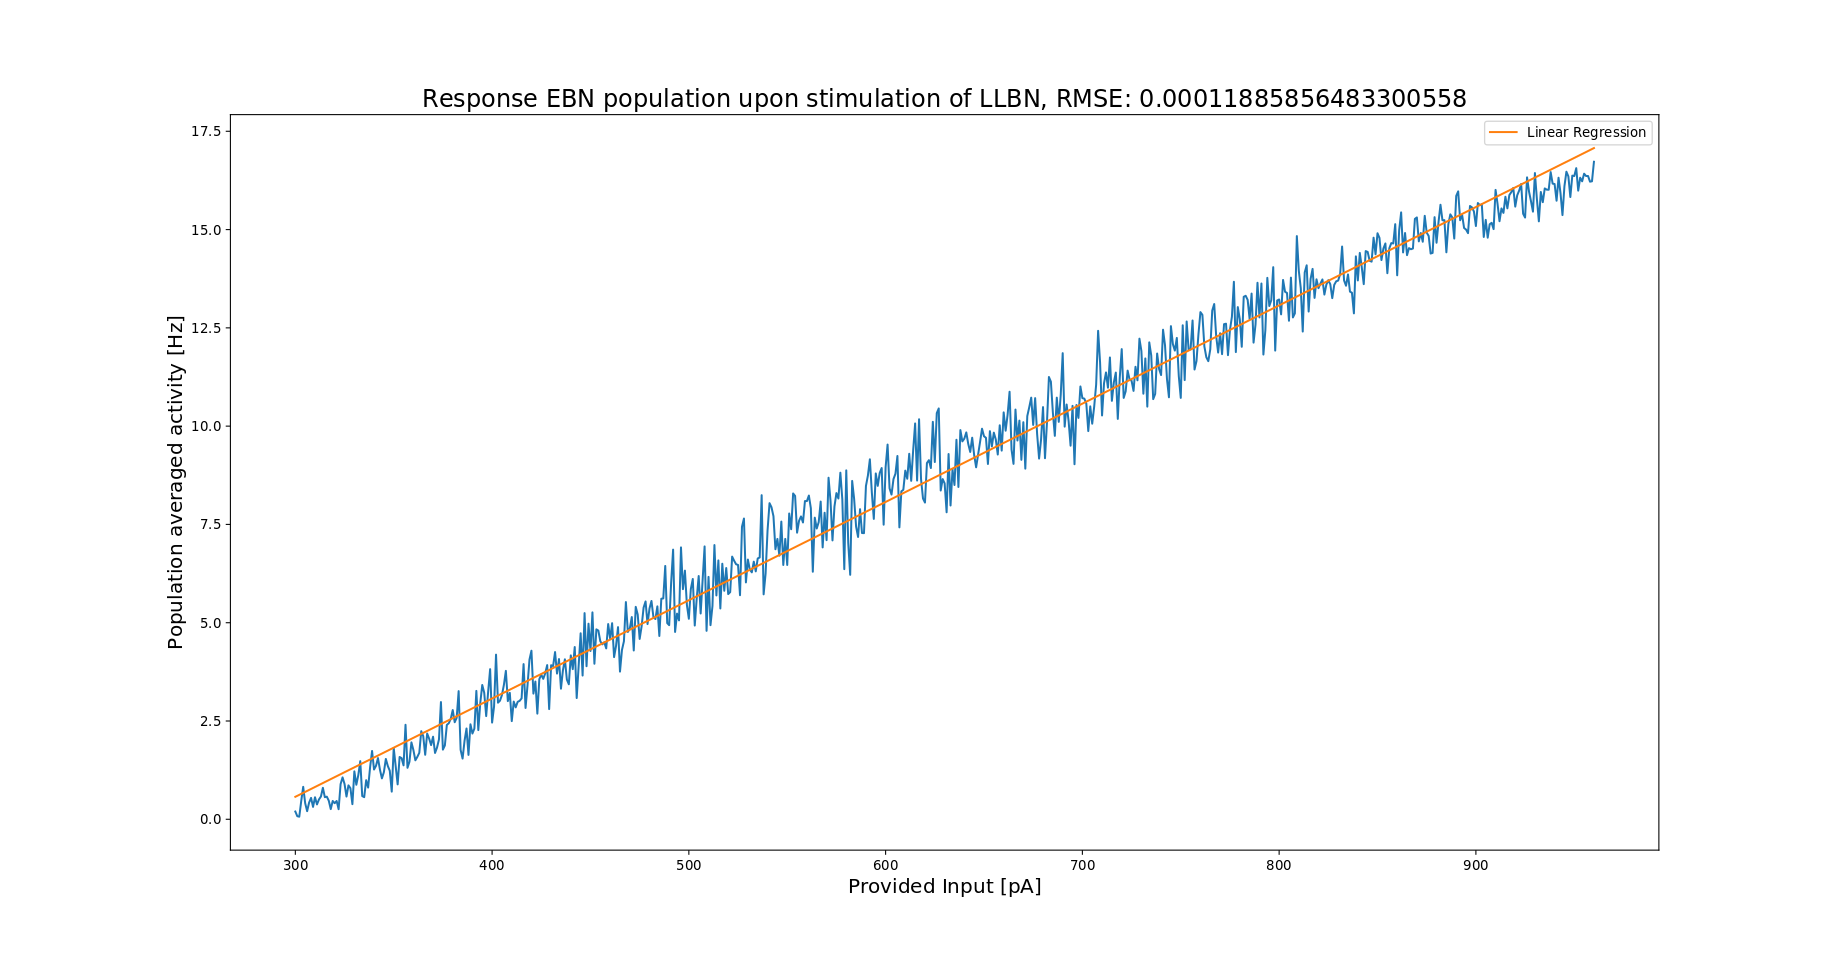 Response EBN population upon stimulation of LLBN, RMSE: 0.00011885856483300558
Linear Regression
17.5
15.0
12.5
10.0
7.5
5.0
2.5
0.0
Population averaged activity [Hz]
300 400 500 600 700 800 900
Provided Input [pA]